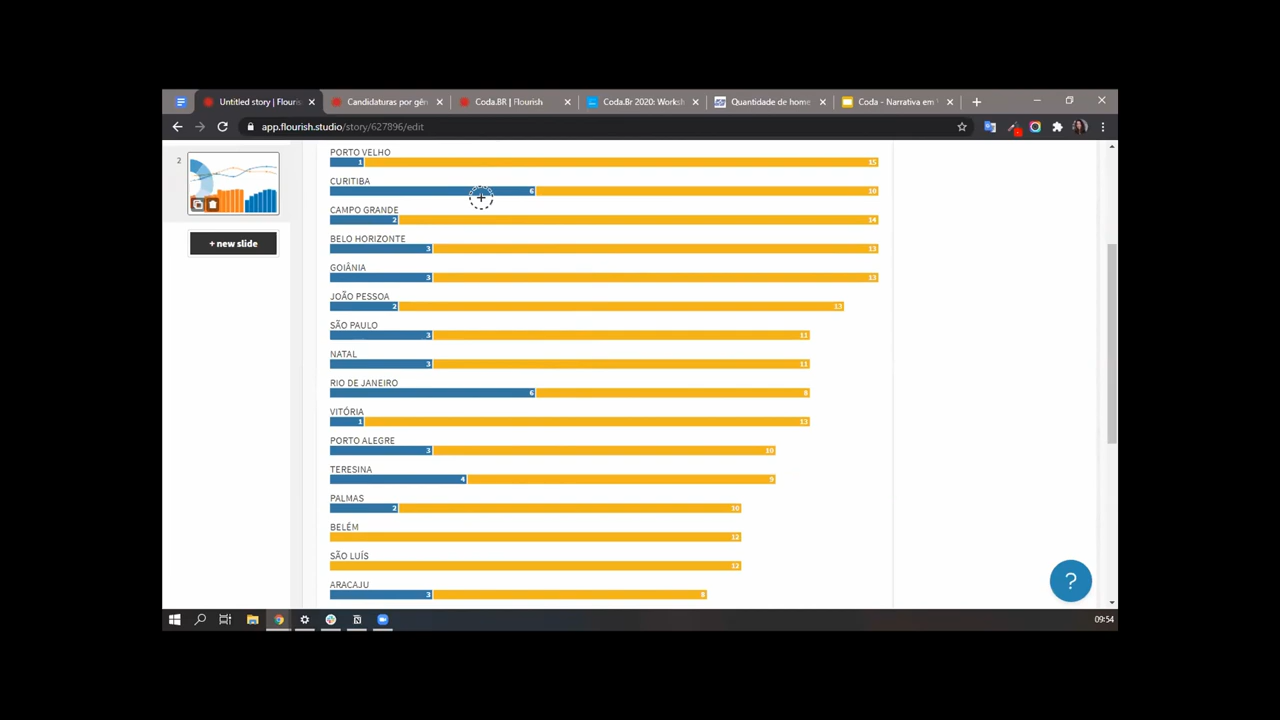 Untitled story | Flouris
Candidaturas por gên
Coda.BR | Flourish
Coda.Br 2020: Worksh
Quantidade de home
Coda - Narrativa em
app.flourish.studio/story/627896/edit
2
+ new slide
PORTO VELHO
1 15
CURITIBA
6 10
CAMPO GRANDE
2 14
BELO HORIZONTE
3 13
GOIÂNIA
3 13
JOÃO PESSOA
2 13
SÃO PAULO
3 11
NATAL
3 11
RIO DE JANEIRO
6 8
VITÓRIA
1 13
PORTO ALEGRE
3 10
TERESINA
4 9
PALMAS
2 10
BELÉM
12
SÃO LUÍS
12
ARACAJU
3 8
?
09:54